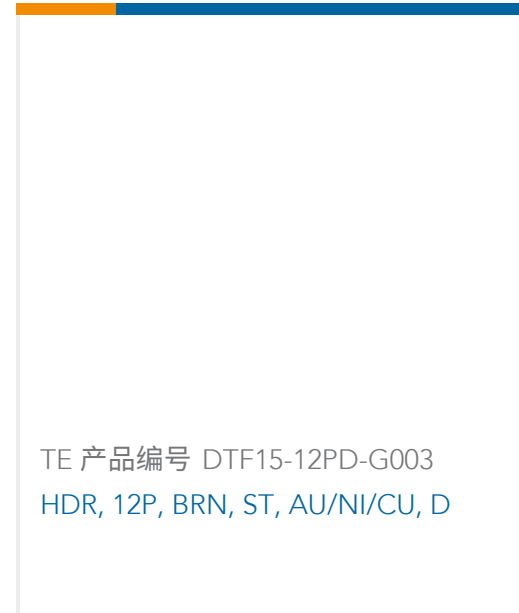 TE 产品编号 DTF15-12PD-G003
HDR, 12P, BRN, ST, AU/NI/CU, D